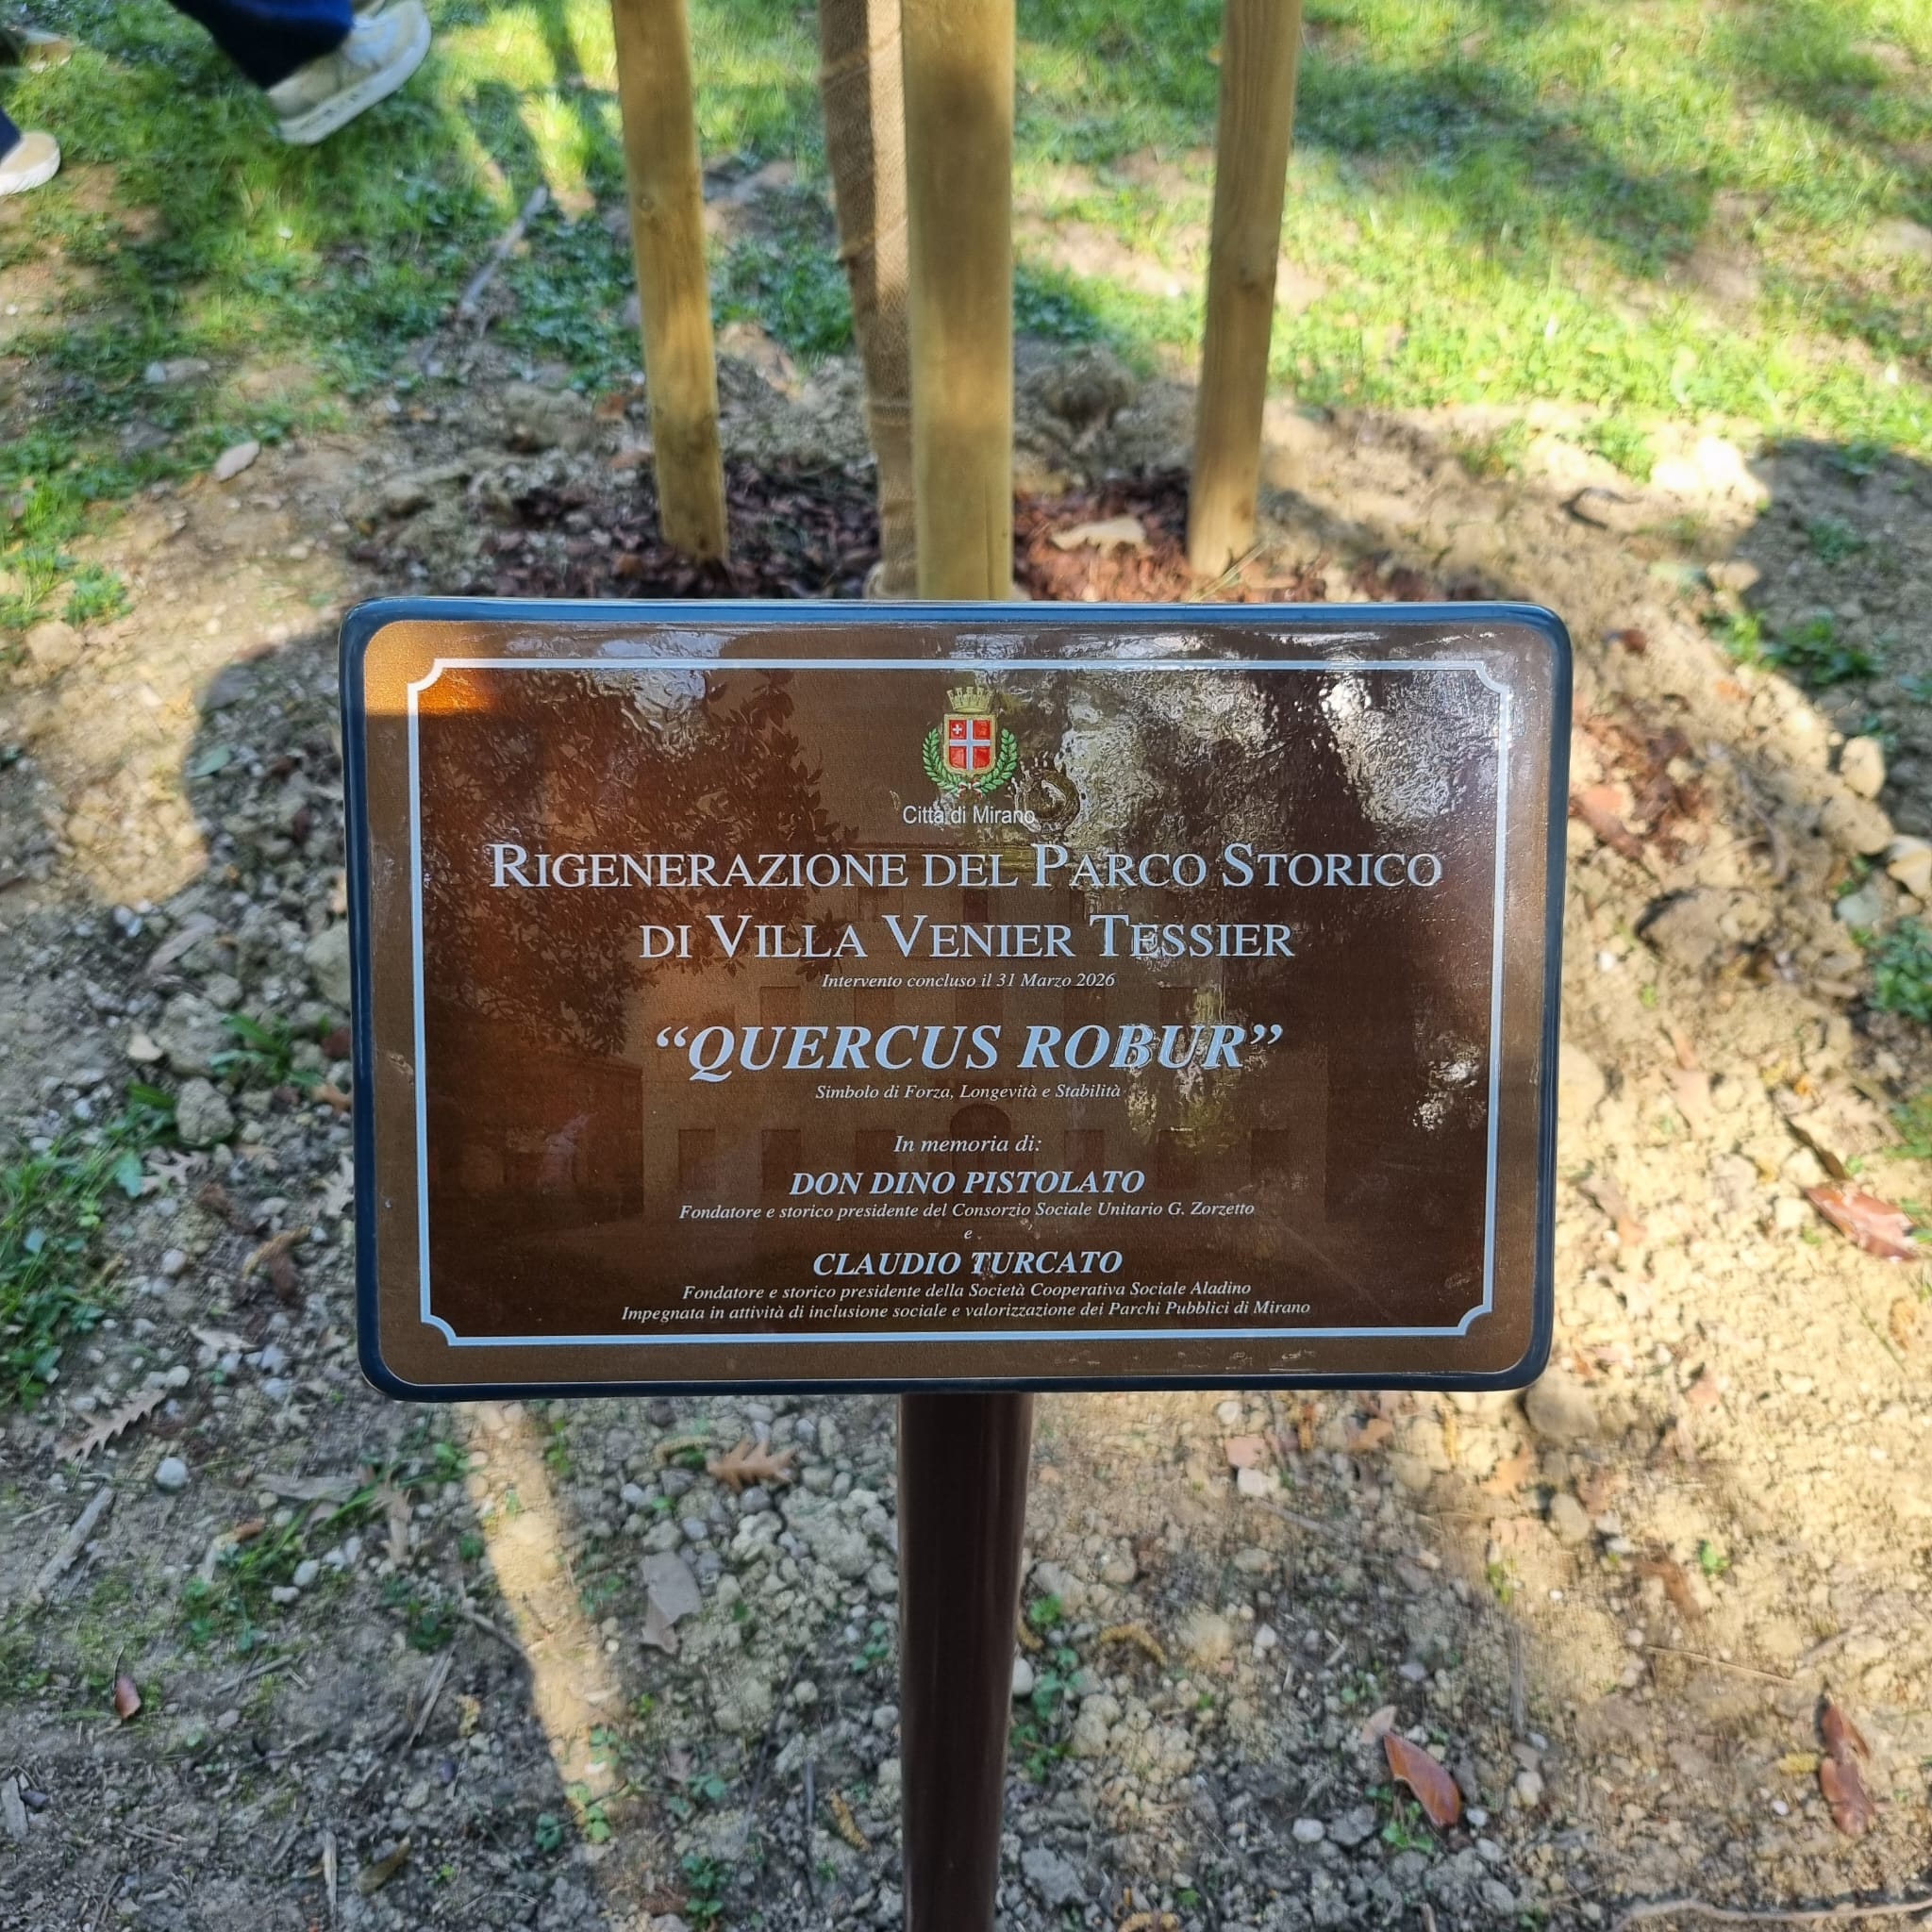 Città di Mirano
RIGENERAZIONE DEL PARCO STORICO
DI VILLA VENIER TESSIER
Intervento concluso il 31 Marzo 2026
“QUERCUS ROBUR”
Simbolo di Forza, Longevità e Stabilità
In memoria di:
DON DINO PISTOLATO
Fondatore e storico presidente del Consorzio Sociale Unitario G. Zorzetto
e
CLAUDIO TURCATO
Fondatore e storico presidente della Società Cooperativa Sociale Aladino
Impegnata in attività di inclusione sociale e valorizzazione dei Parchi Pubblici di Mirano